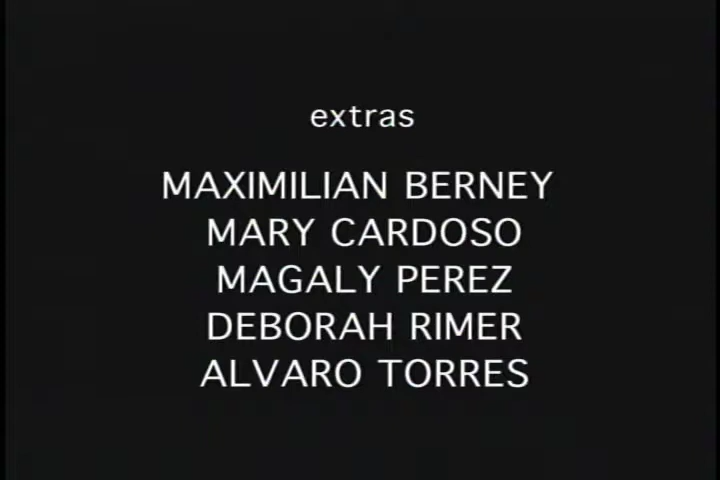 extras
MAXIMILIAN BERNEY
MARY CARDOSO
MAGALY PEREZ
DEBORAH RIMER
ALVARO TORRES